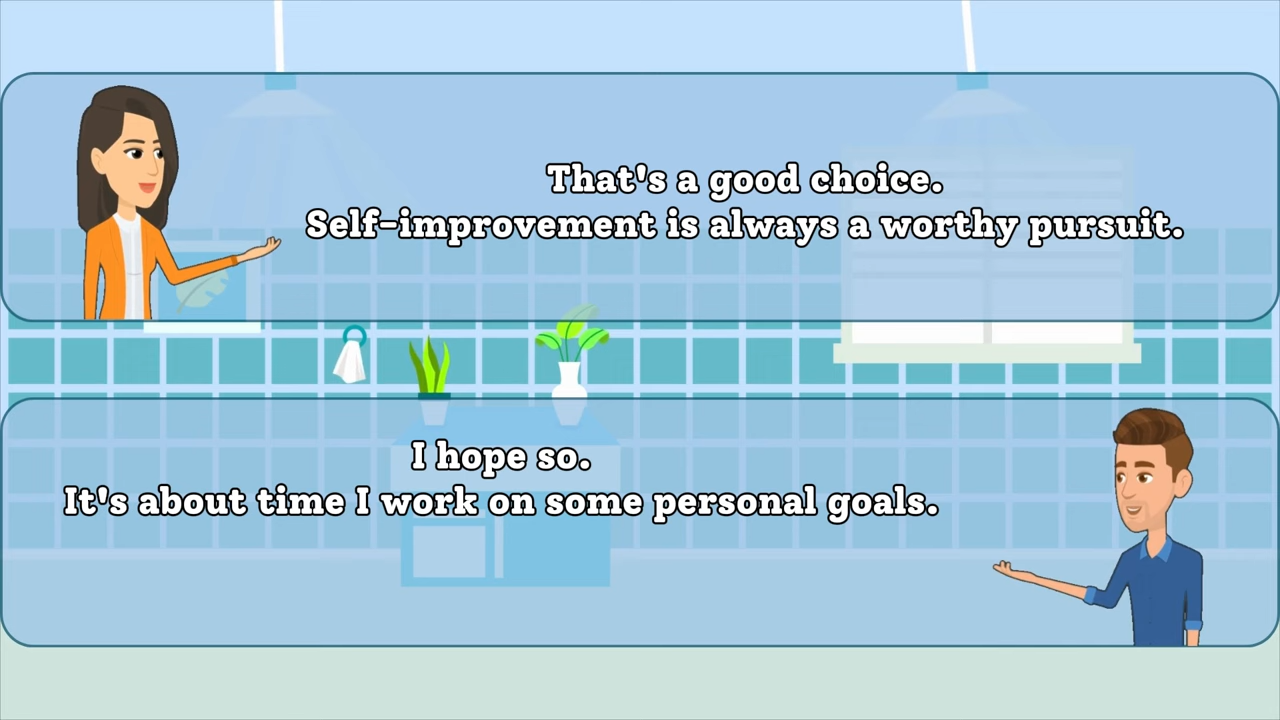 That's a good choice.
Self-improvement is always a worthy pursuit.
I hope so.
It's about time I work on some personal goals.